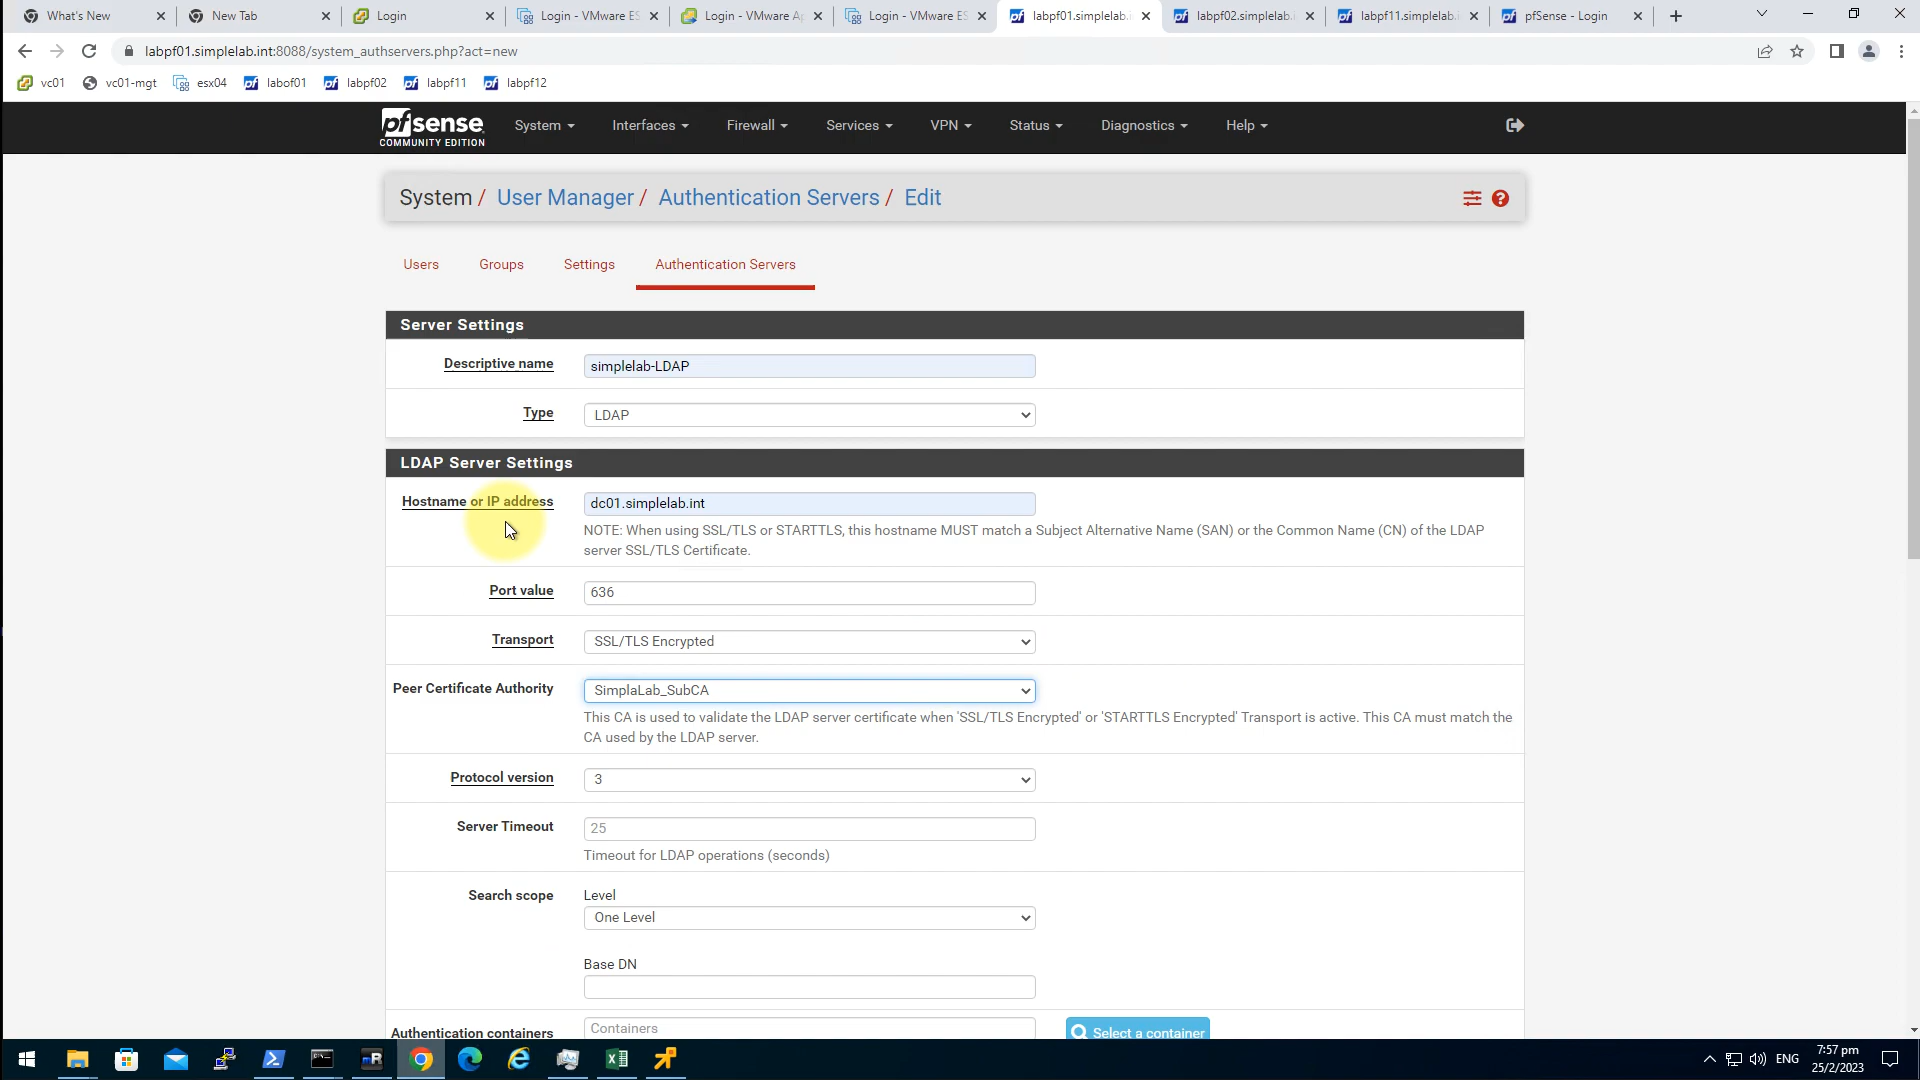 What's New
New Tab
Login
Login - VMware ES
Login - VMware Ap
Login - VMware ES
labpf01.simplelab.
labpf02.simplelab.
labpf11.simplelab.
pfSense - Login
labpf01.simplelab.int:8088/system_authservers.php?act=new
vc01
vc01-mgt
esx04
labof01
labpf02
labpf11
labpf12
pfsense
COMMUNITY EDITION
System
Interfaces
Firewall
Services
VPN
Status
Diagnostics
Help
System / User Manager / Authentication Servers / Edit
Users
Groups
Settings
Authentication Servers
Server Settings
Descriptive name
simplelab-LDAP
Type
LDAP
LDAP Server Settings
Hostname or IP address
dc01.simplelab.int
NOTE: When using SSL/TLS or STARTTLS, this hostname MUST match a Subject Alternative Name (SAN) or the Common Name (CN) of the LDAP
server SSL/TLS Certificate.
Port value
636
Transport
SSL/TLS Encrypted
Peer Certificate Authority
SimplaLab_SubCA
This CA is used to validate the LDAP server certificate when 'SSL/TLS Encrypted' or 'STARTTLS Encrypted' Transport is active. This CA must match the
CA used by the LDAP server.
Protocol version
3
Server Timeout
25
Timeout for LDAP operations (seconds)
Search scope
Level
One Level
Base DN
Authentication containers
Containers
Select a container
ENG
7:57 pm
25/2/2023